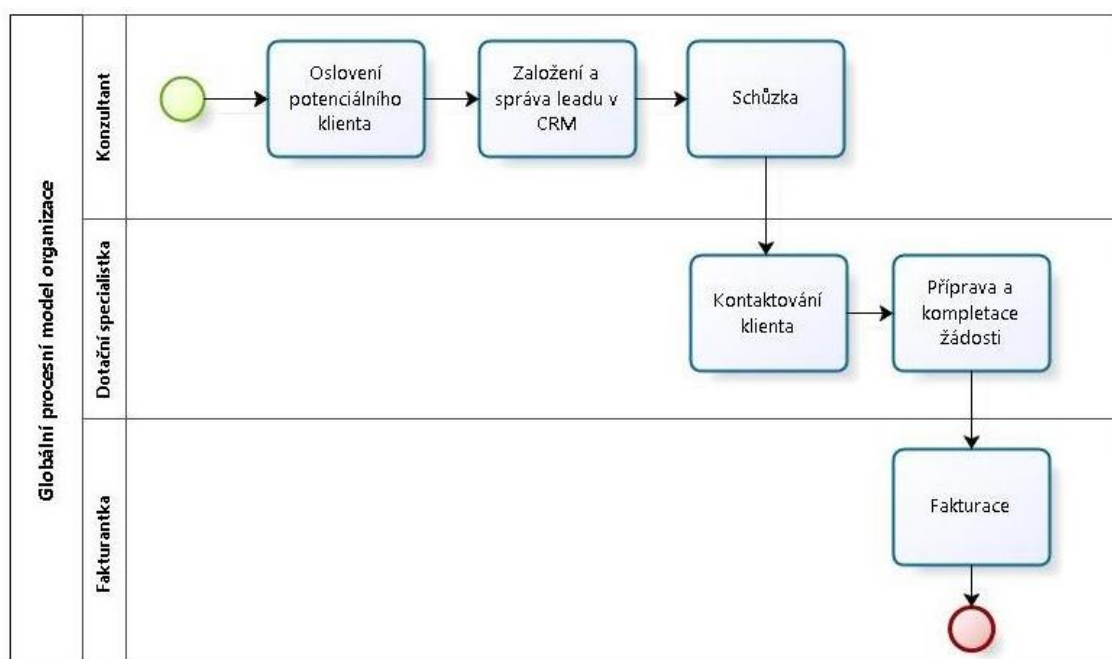 Globální procesní model organizace
Konzultant
Oslovení
potenciálního
klienta
Založení a
správa leadu v
CRM
Schůzka
Dotační specialistka
Kontaktování
klienta
Příprava a
kompletace
žádosti
Fakturantka
Fakturace